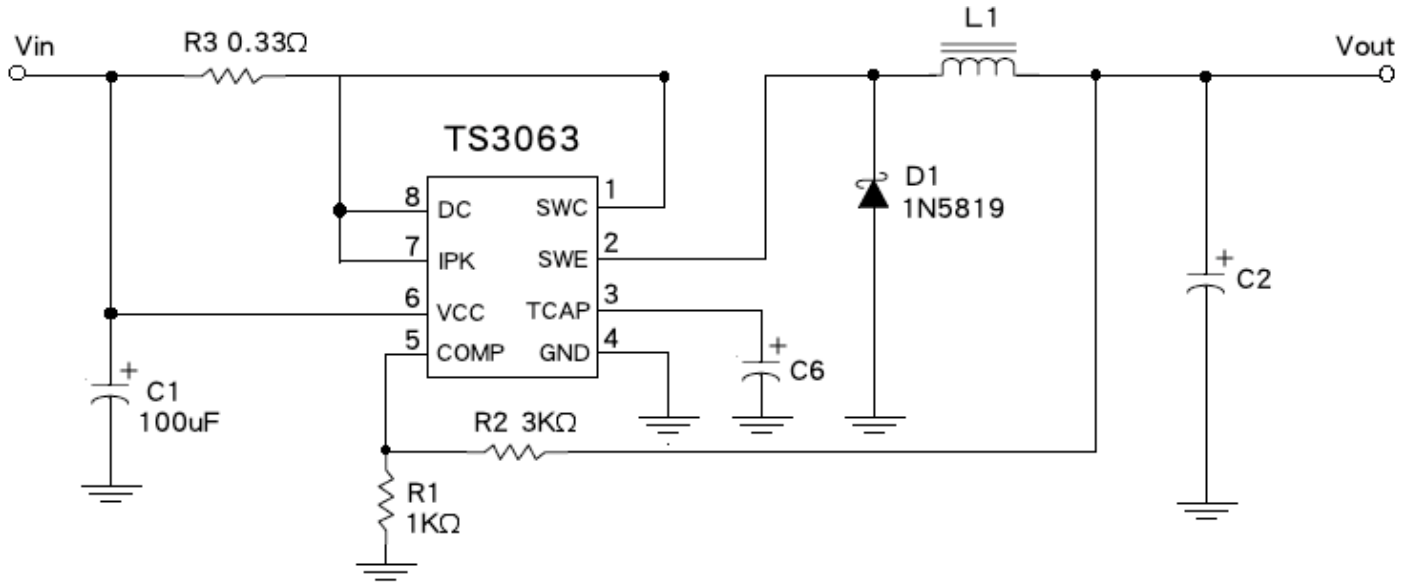 L1
Vin
R3 0.33Ω
Vout
TS3063
8
DC
SWC
1
D1
1N5819
7
IPK
SWE
2
+
C2
6
VCC
TCAP
3
5
COMP
GND
4
+
C6
+
C1
100uF
R2 3KΩ
R1
1KΩ